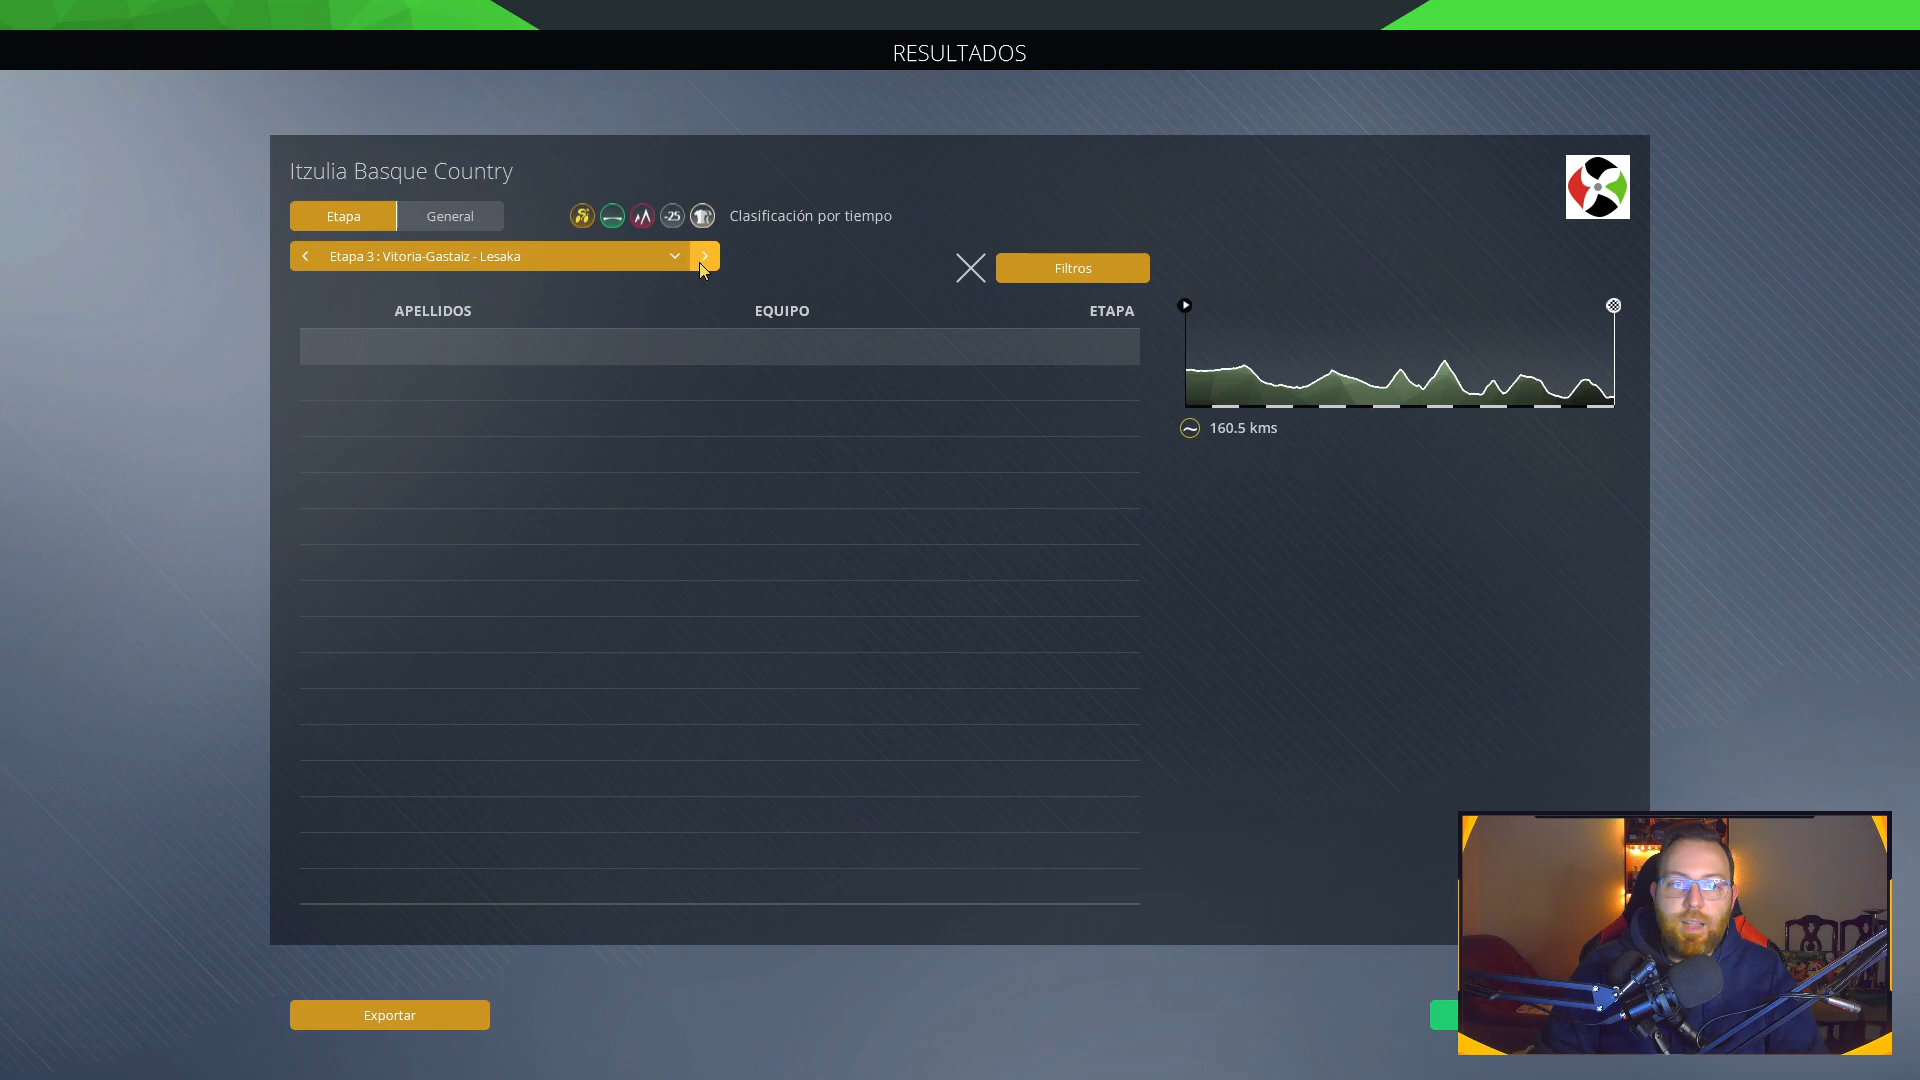 RESULTADOS
Itzulia Basque Country
Etapa
General
-25
Clasificación por tiempo
Etapa 3 : Vitoria-Gastaiz - Lesaka
Filtros
APELLIDOS
EQUIPO
ETAPA
160.5 kms
Exportar